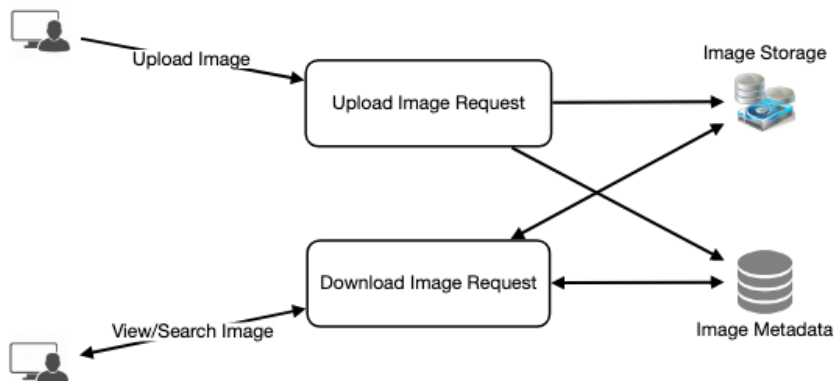 Upload Image
Image Storage
Upload Image Request
Download Image Request
View/Search Image
Image Metadata